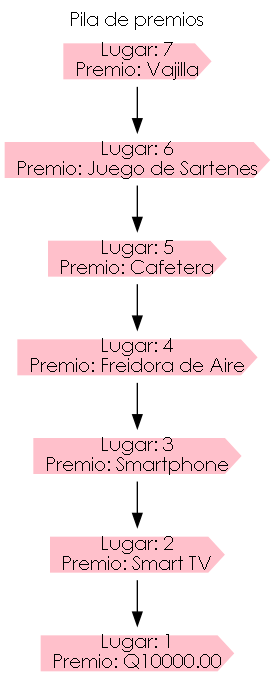 Pila de premios
Lugar: 7
Premio: Vajilla
Lugar: 6
Premio: Juego de Sartenes
Lugar: 5
Premio: Cafetera
Lugar: 4
Premio: Freidora de Aire
Lugar: 3
Premio: Smartphone
Lugar: 2
Premio: Smart TV
Lugar: 1
Premio: Q10000.00